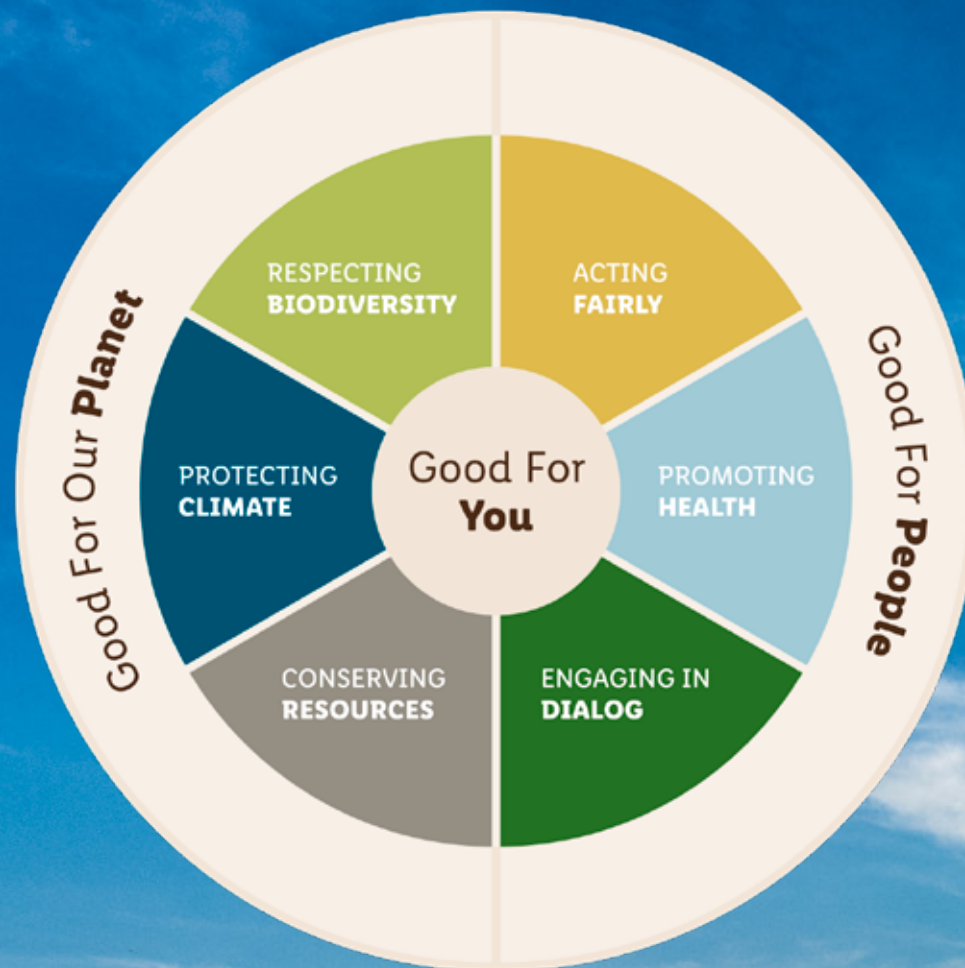 Good For Our Planet
RESPECTING
BIODIVERSITY
PROTECTING
CLIMATE
CONSERVING
RESOURCES
Good For
You
ACTING
FAIRLY
PROMOTING
HEALTH
ENGAGING IN
DIALOG
Good For People